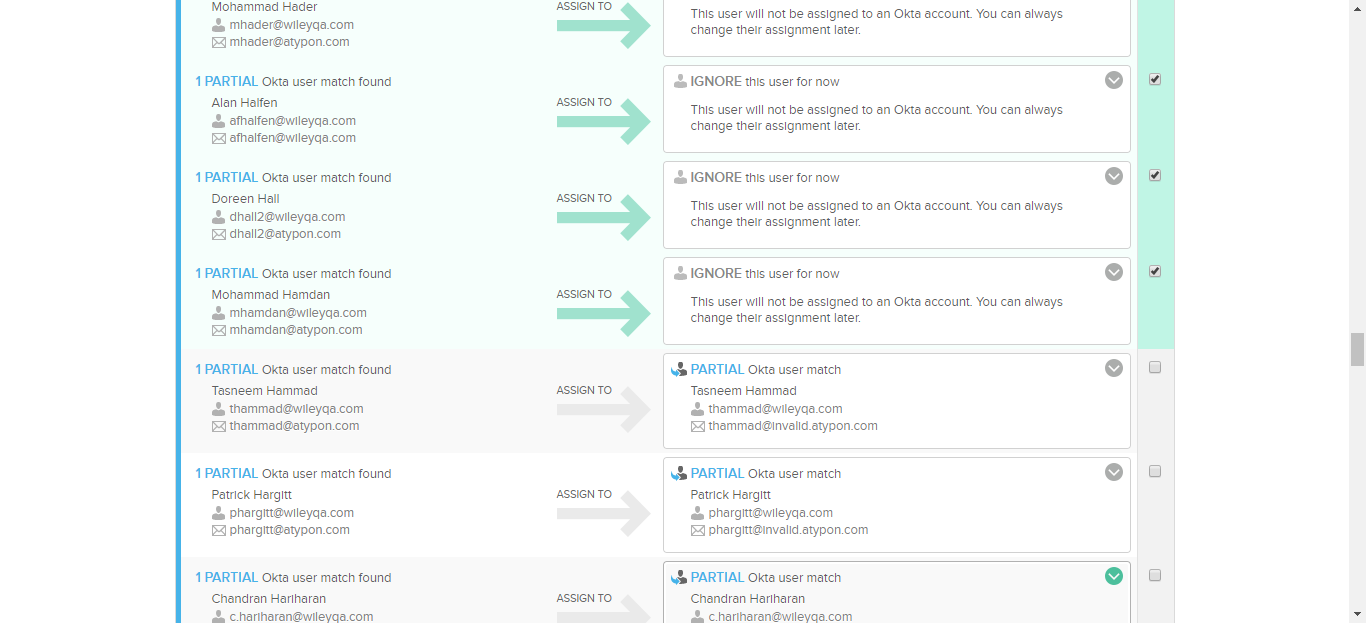 Mohammad Hader
mhader@wileyqa.com
mhader@atypon.com
ASSIGN TO
This user will not be assigned to an Okta account. You can always
change their assignment later.
1 PARTIAL Okta user match found
Alan Halfen
afhalfen@wileyqa.com
afhalfen@wileyqa.com
ASSIGN TO
IGNORE this user for now
This user will not be assigned to an Okta account. You can always
change their assignment later.
1 PARTIAL Okta user match found
Doreen Hall
dhall2@wileyqa.com
dhall2@atypon.com
ASSIGN TO
IGNORE this user for now
This user will not be assigned to an Okta account. You can always
change their assignment later.
1 PARTIAL Okta user match found
Mohammad Hamdan
mhamdan@wileyqa.com
mhamdan@atypon.com
ASSIGN TO
IGNORE this user for now
This user will not be assigned to an Okta account. You can always
change their assignment later.
1 PARTIAL Okta user match found
Tasneem Hammad
thammad@wileyqa.com
thammad@atypon.com
ASSIGN TO
PARTIAL Okta user match
Tasneem Hammad
thammad@wileyqa.com
thammad@invalid.atypon.com
1 PARTIAL Okta user match found
Patrick Hargitt
phargitt@wileyqa.com
phargitt@atypon.com
ASSIGN TO
PARTIAL Okta user match
Patrick Hargitt
phargitt@wileyqa.com
phargitt@invalid.atypon.com
1 PARTIAL Okta user match found
Chandran Hariharan
c.hariharan@wileyqa.com
ASSIGN TO
PARTIAL Okta user match
Chandran Hariharan
c.hariharan@wileyqa.com